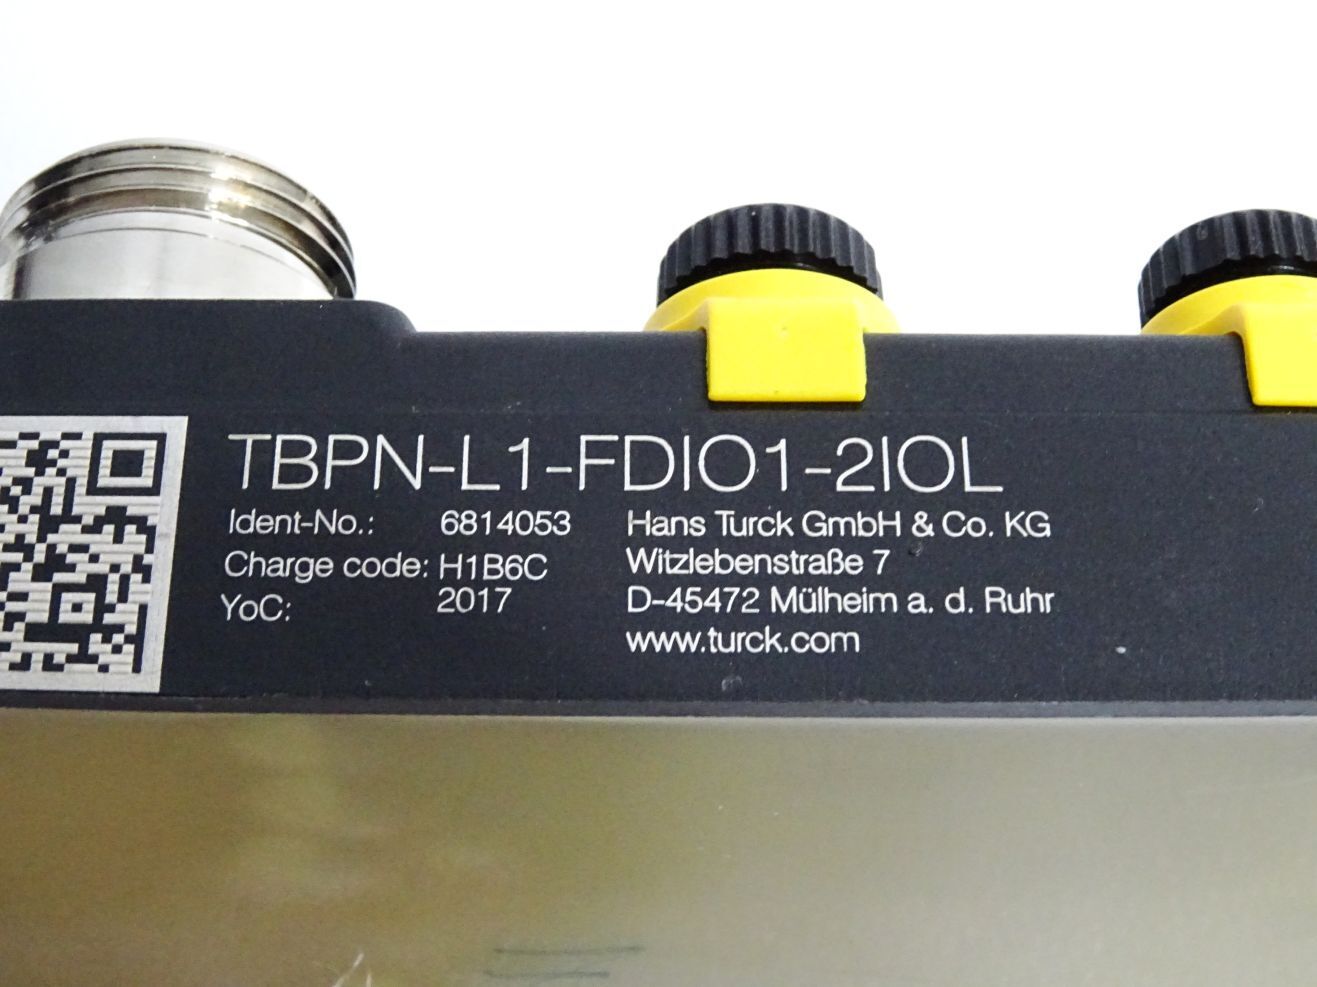 TBPN-L1-FDIO1-2IOL
Ident-No.: 6814053
Charge code: H1B6C
YoC: 2017
Hans Turck GmbH & Co. KG
Witzlebenstraße 7
D-45472 Mülheim a. d. Ruhr
www.turck.com